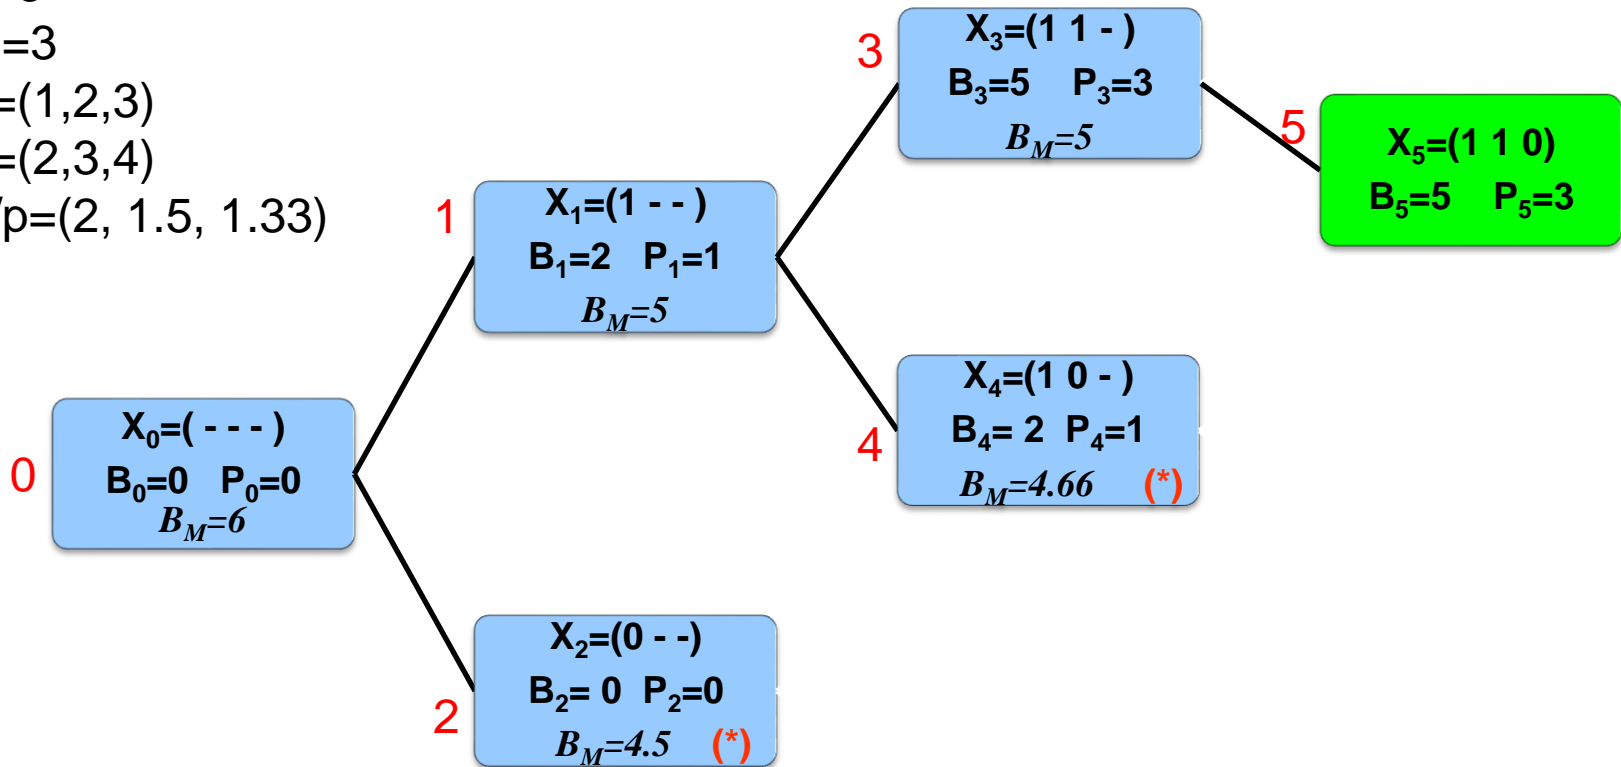 =3
=(1,2,3)
=(2,3,4)
/p=(2, 1.5, 1.33)
0
X0=( - - - )
B0=0 P0=0
BM=6
1
X1=(1 - - )
B1=2 P1=1
BM=5
2
X2=(0 - -)
B2= 0 P2=0
BM=4.5 (*)
3
X3=(1 1 - )
B3=5 P3=3
BM=5
4
X4=(1 0 - )
B4= 2 P4=1
BM=4.66 (*)
5
X5=(1 1 0)
B5=5 P5=3